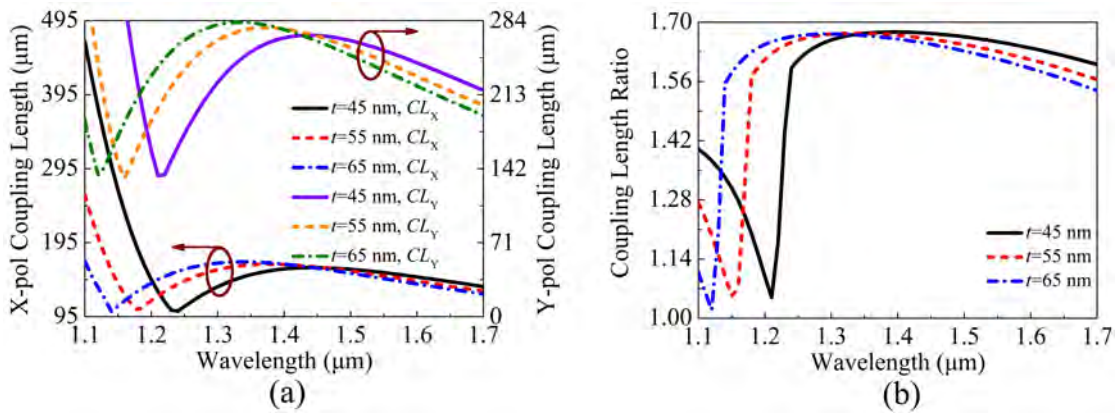 X-pol Coupling Length (μm)
495
395
295
195
95
1.1 1.2 1.3 1.4 1.5 1.6 1.7
Wavelength (μm)
284
213
142
71
0
Y-pol Coupling Length (μm)
t=45 nm, CLX
t=55 nm, CLX
t=65 nm, CLX
t=45 nm, CLY
t=55 nm, CLY
t=65 nm, CLY
(a)
Coupling Length Ratio
1.70
1.56
1.42
1.28
1.14
1.00
1.1 1.2 1.3 1.4 1.5 1.6 1.7
Wavelength (μm)
t=45 nm
t=55 nm
t=65 nm
(b)